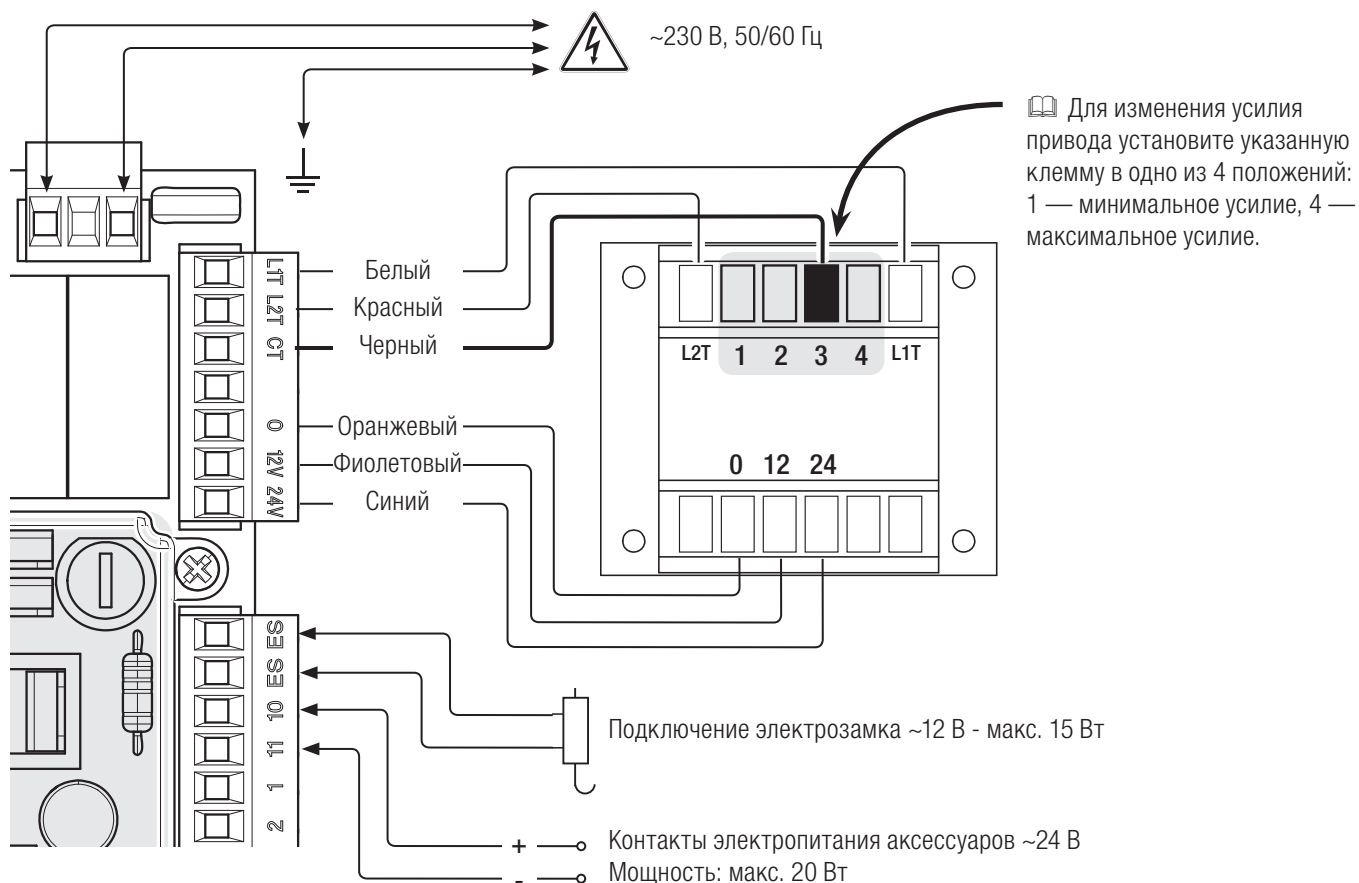 ~230 В, 50/60 Гц
🕮 Для изменения усилия
привода установите указанную
клемму в одно из 4 положений:
1 — минимальное усилие, 4 —
максимальное усилие.
L1T
L2T
CT
0
12V
24V
Белый
Красный
Черный
Оранжевый
Фиолетовый
Синий
L2T 1 2 3 4 L1T
0 12 24
ES
ES
10
11
1
2
Подключение электрозамка ~12 В - макс. 15 Вт
+
Контакты электропитания аксессуаров ~24 В
-
Мощность: макс. 20 Вт